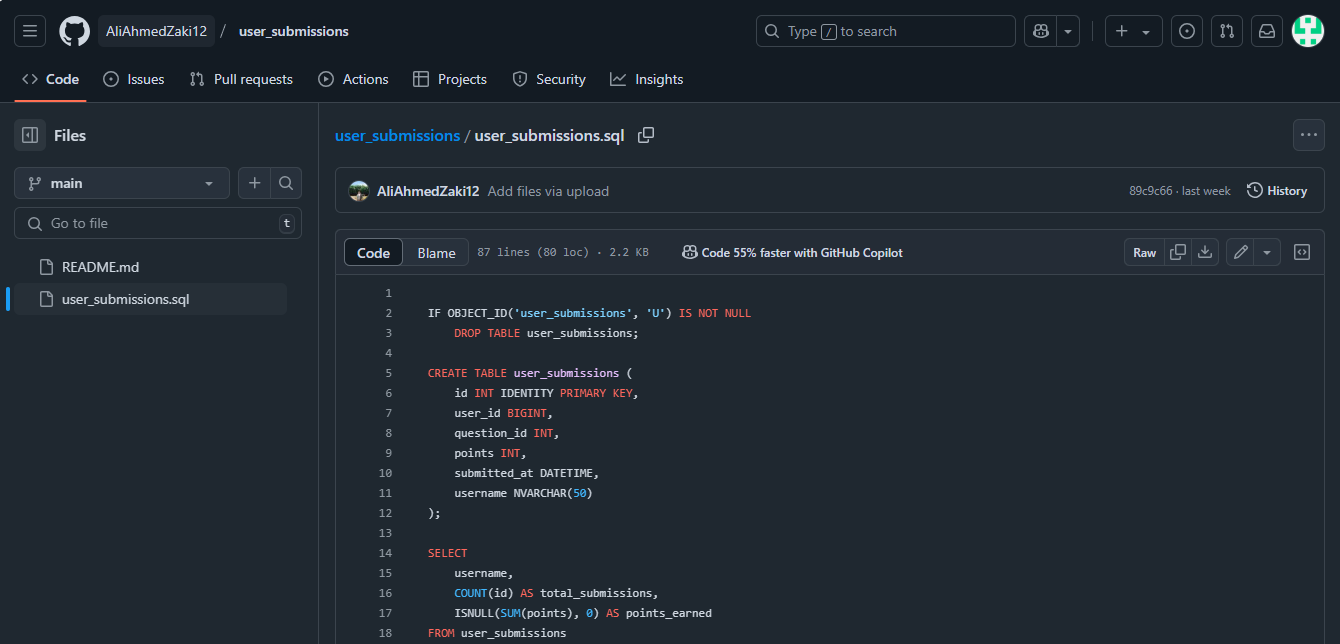 AliAhmedZaki12 / user_submissions
Type / to search
Code Issues Pull requests Actions Projects Security Insights
Files
main
Go to file t
README.md
user_submissions.sql
user_submissions / user_submissions.sql
AliAhmedZaki12 Add files via upload 89c9c66 · last week History
Code Blame 87 lines (80 loc) · 2.2 KB Code 55% faster with GitHub Copilot Raw
1
2 IF OBJECT_ID('user_submissions', 'U') IS NOT NULL
3 DROP TABLE user_submissions;
4
5 CREATE TABLE user_submissions (
6 id INT IDENTITY PRIMARY KEY,
7 user_id BIGINT,
8 question_id INT,
9 points INT,
10 submitted_at DATETIME,
11 username NVARCHAR(50)
12 );
13
14 SELECT
15 username,
16 COUNT(id) AS total_submissions,
17 ISNULL(SUM(points), 0) AS points_earned
18 FROM user_submissions